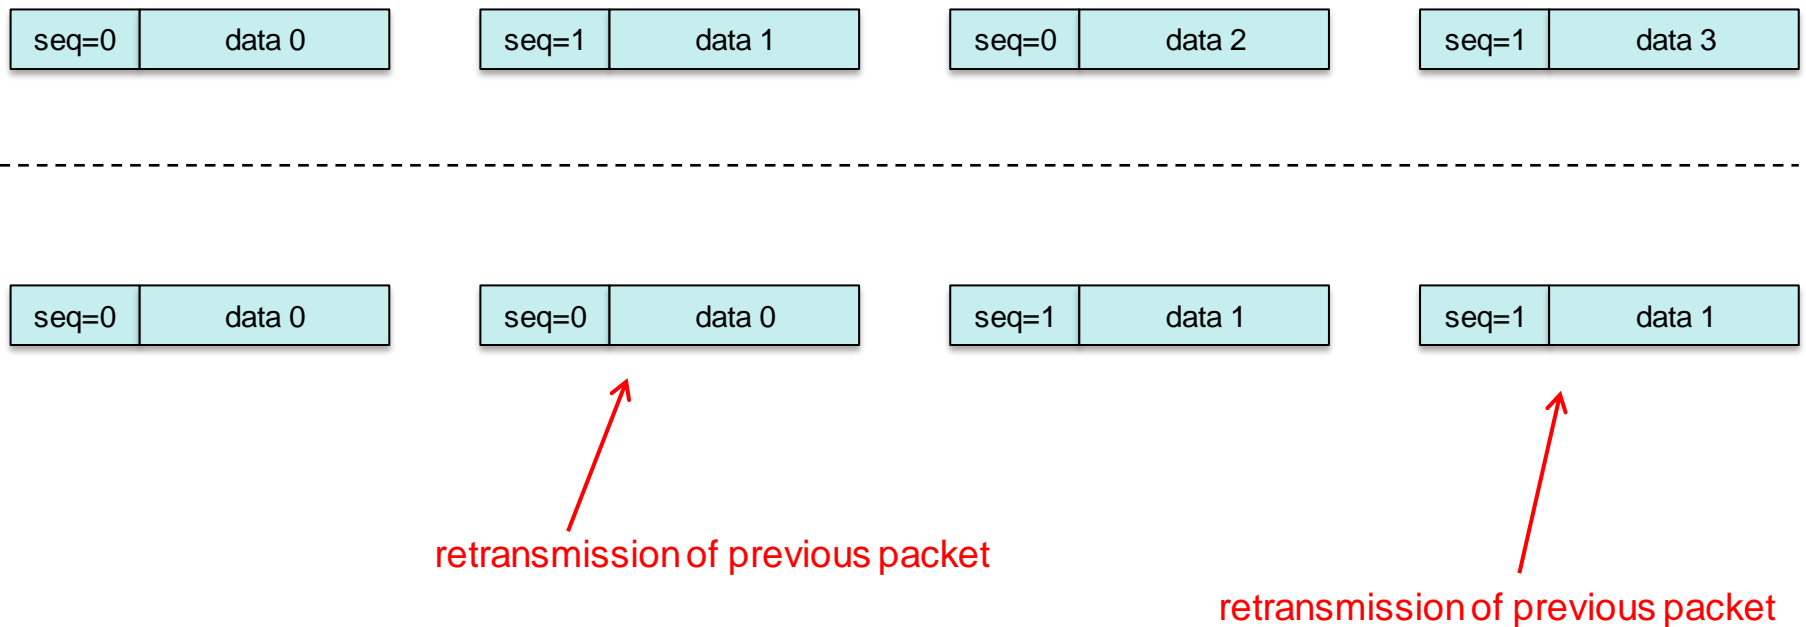 seq=0 data 0 seq=1 data 1 seq=0 data 2 seq=1 data 3
seq=0 data 0 seq=0 data 0 seq=1 data 1 seq=1 data 1
retransmission of previous packet
retransmission of previous packet